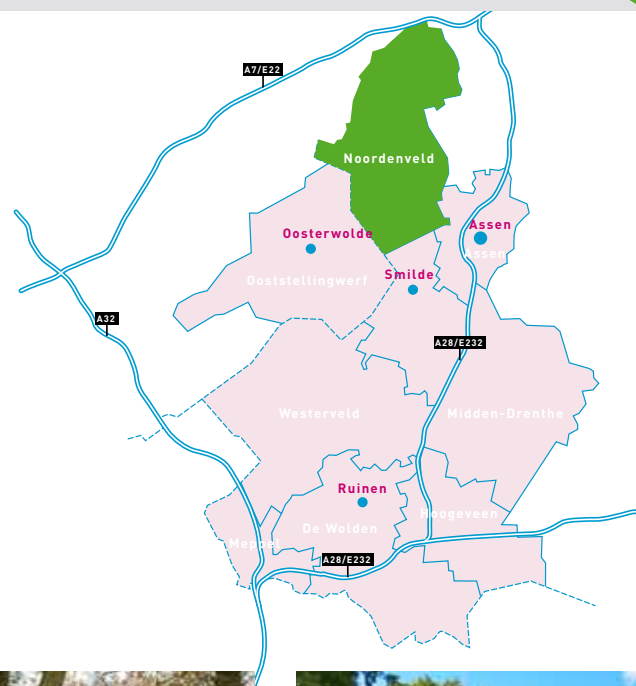 A7/E22
Noordenveld
Oosterwolde
Assen
Assen
Ooststellingwerf
Smilde
A32
A28/E232
Westerveld
Midden-Drenthe
Ruinen
Hoogeveen
De Wolden
Meppel
A28/E232